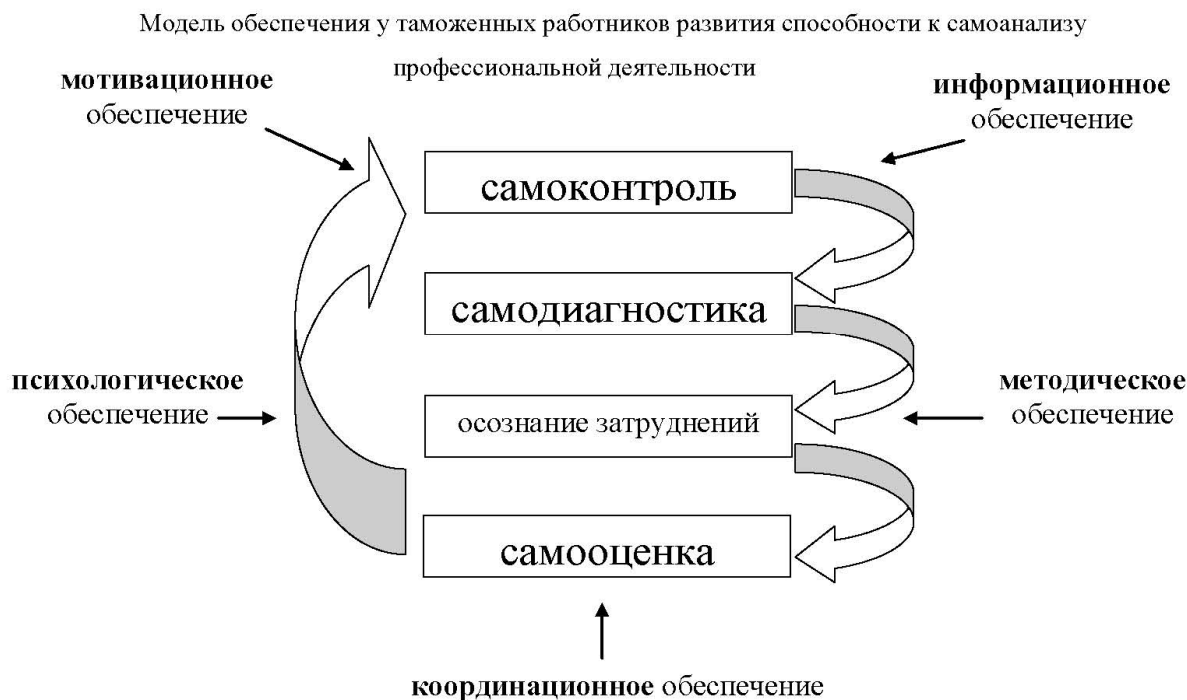 Модель обеспечения у таможенных работников развития способности к самоанализу
профессиональной деятельности
мотивационное
обеспечение
информационное
обеспечение
самоконтроль
самодиагностика
психологическое
обеспечение
методическое
обеспечение
осознание затруднений
самооценка
координационное обеспечение